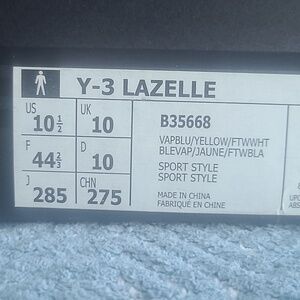 Y-3 LAZELLE
US
10 1/2
UK
10
F
44 2/3
D
10
J
285
CHN
275
B35668
VAPBLU/YELLOW/FTWWHT
BLEVAP/JAUNE/FTWBLA
SPORT STYLE
SPORT STYLE
MADE IN CHINA
FABRIQUÉ EN CHINE